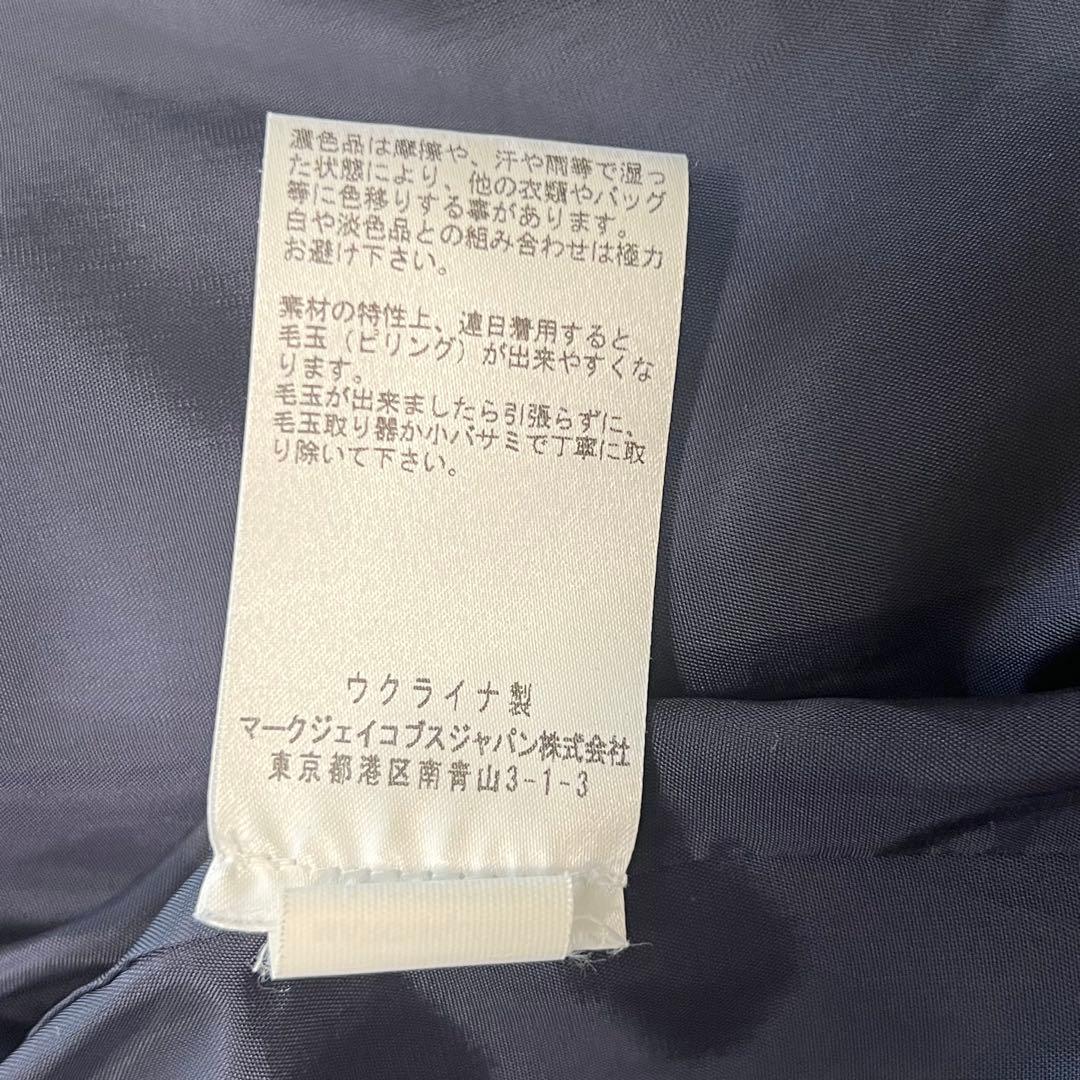 濃色品は摩擦や、汗や雨等で湿っ
た状態により、他の衣類やバッグ
等に色移りする事があります。
白や淡色品との組み合わせは極力
お避け下さい。
素材の特性上、連日着用すると
毛玉（ピリング）が出来やすくな
ります。
毛玉が出来ましたら引張らずに、
毛玉取り器か小バサミで丁寧に取
り除いて下さい。
ウクライナ製
マークジェイコブスジャパン株式会社
東京都港区南青山3-1-3